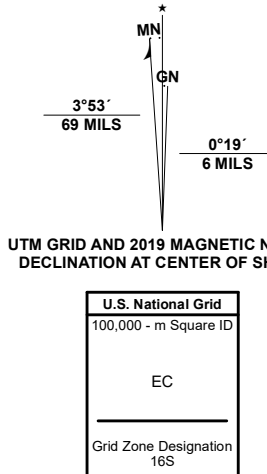 ★
MN
GN
3°53´
69 MILS
0°19´
6 MILS
UTM GRID AND 2019 MAGNETIC
DECLINATION AT CENTER OF
U.S. National Grid
100,000 - m Square ID
EC
Grid Zone Designation
16S